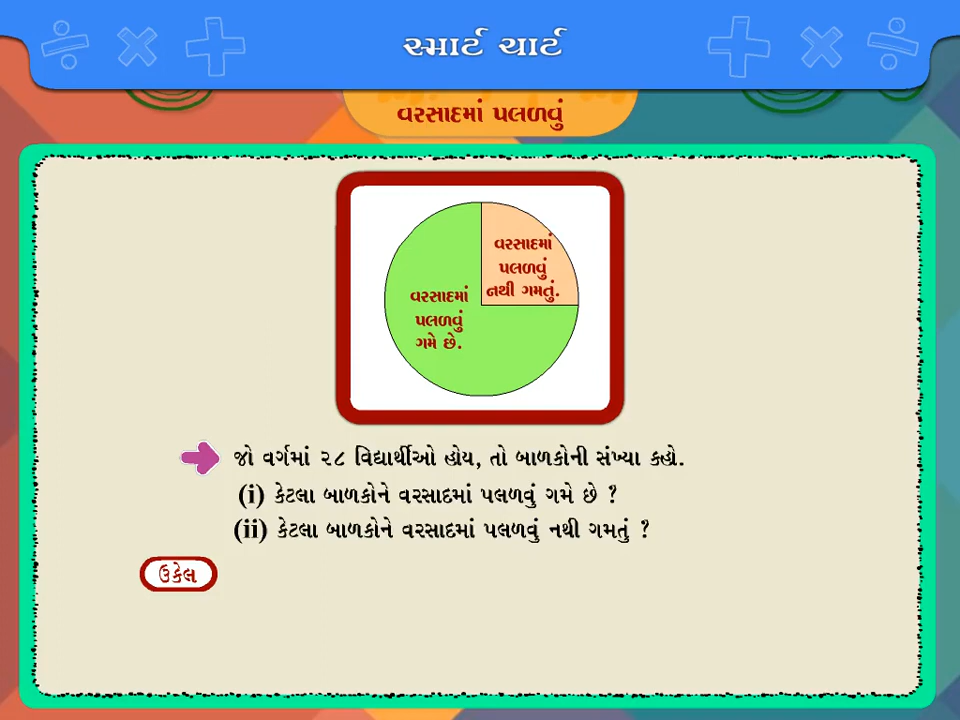 સ્માર્ટ ચાર્ટ
વરસાદમાં પલળવું
વરસાદમાં
પલળવું
નથી ગમતું.
વરસાદમાં
પલળવું
ગમે છે.
જો વર્ગમાં ૨૮ વિદ્યાર્થીઓ હોય, તો બાળકોની સંખ્યા કહો.
(i) કેટલા બાળકોને વરસાદમાં પલળવું ગમે છે ?
(ii) કેટલા બાળકોને વરસાદમાં પલળવું નથી ગમતું ?
ઉકેલ